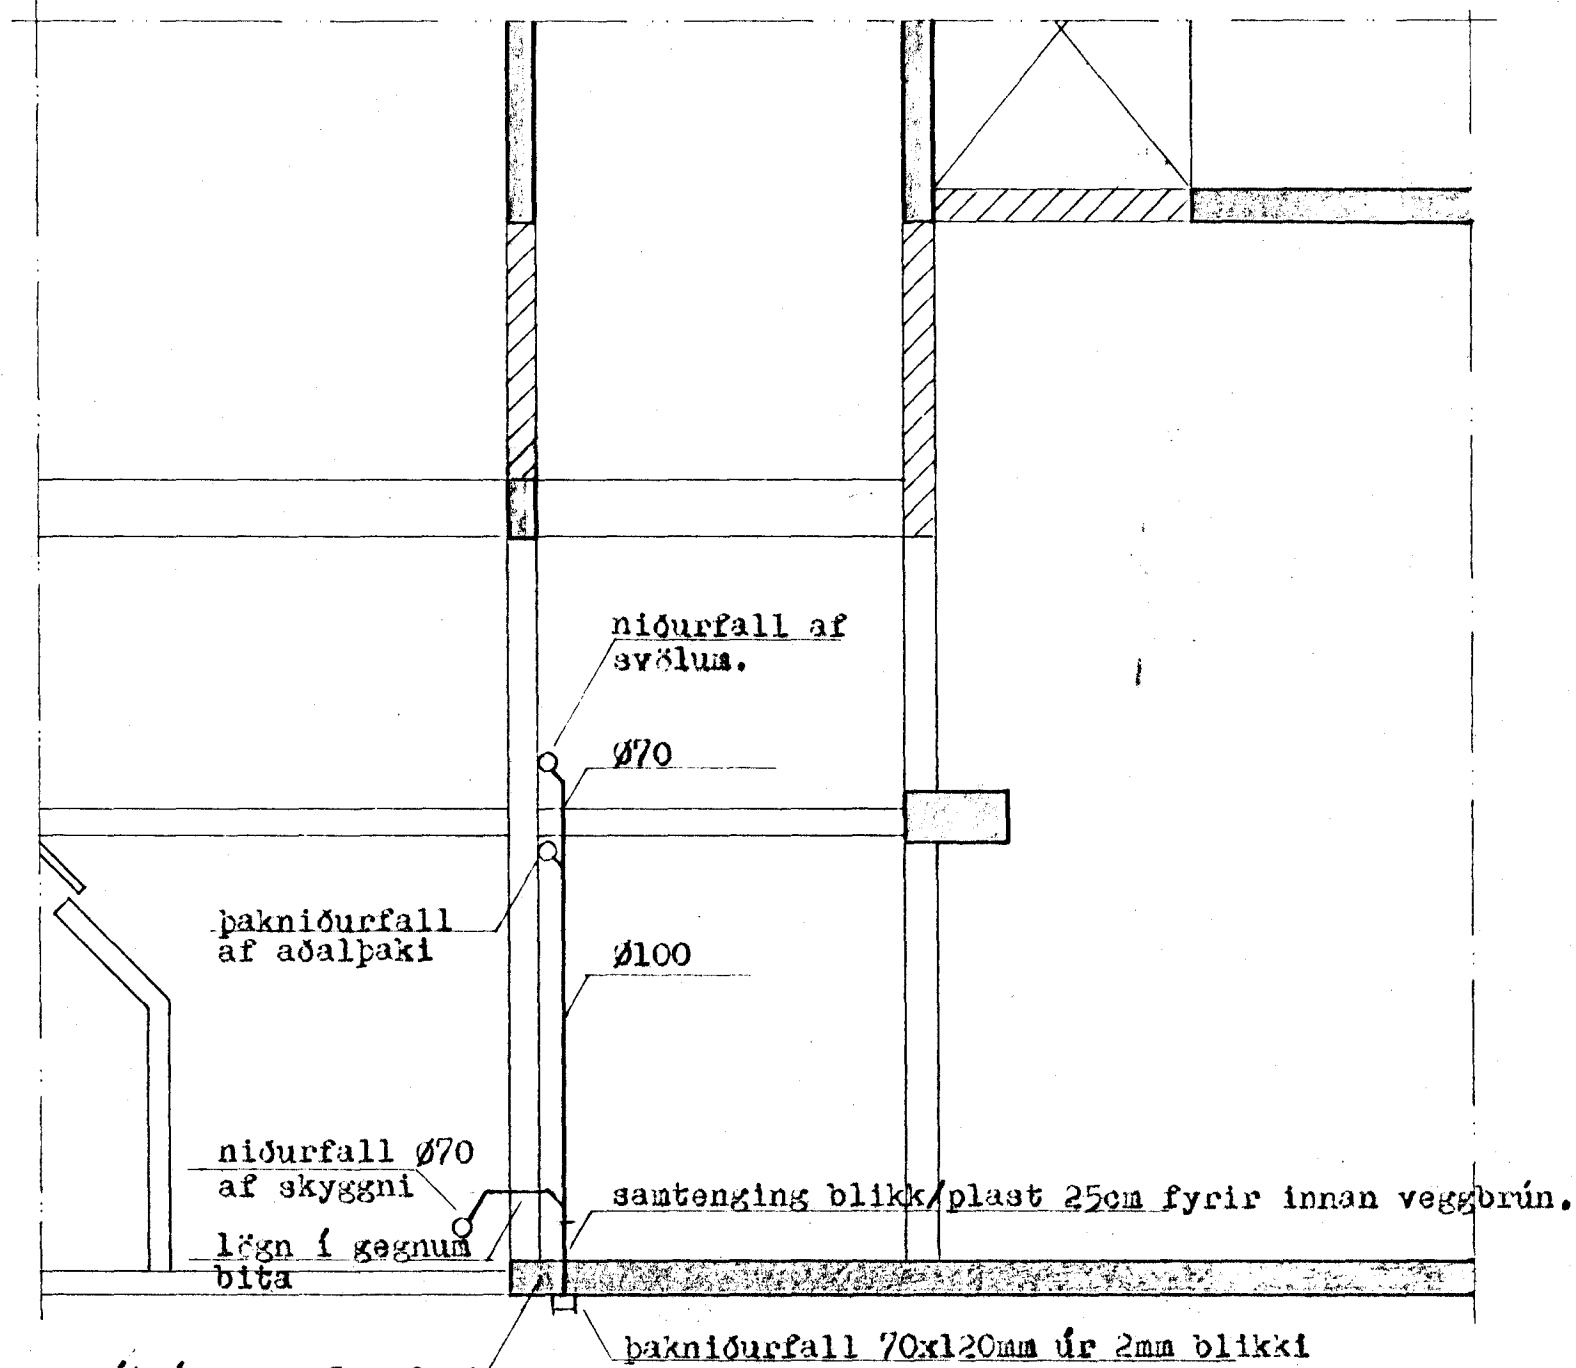 niðurfall af
svölum.
Ø70
þakniðurfall
af aðalþaki
Ø100
niðurfall Ø70
af skyggni
samtenging blikk/plast 25cm fyrir innan veggbrún.
lögn í gegnum
bita
þakniðurfall 70x120mm úr 2mm blikki